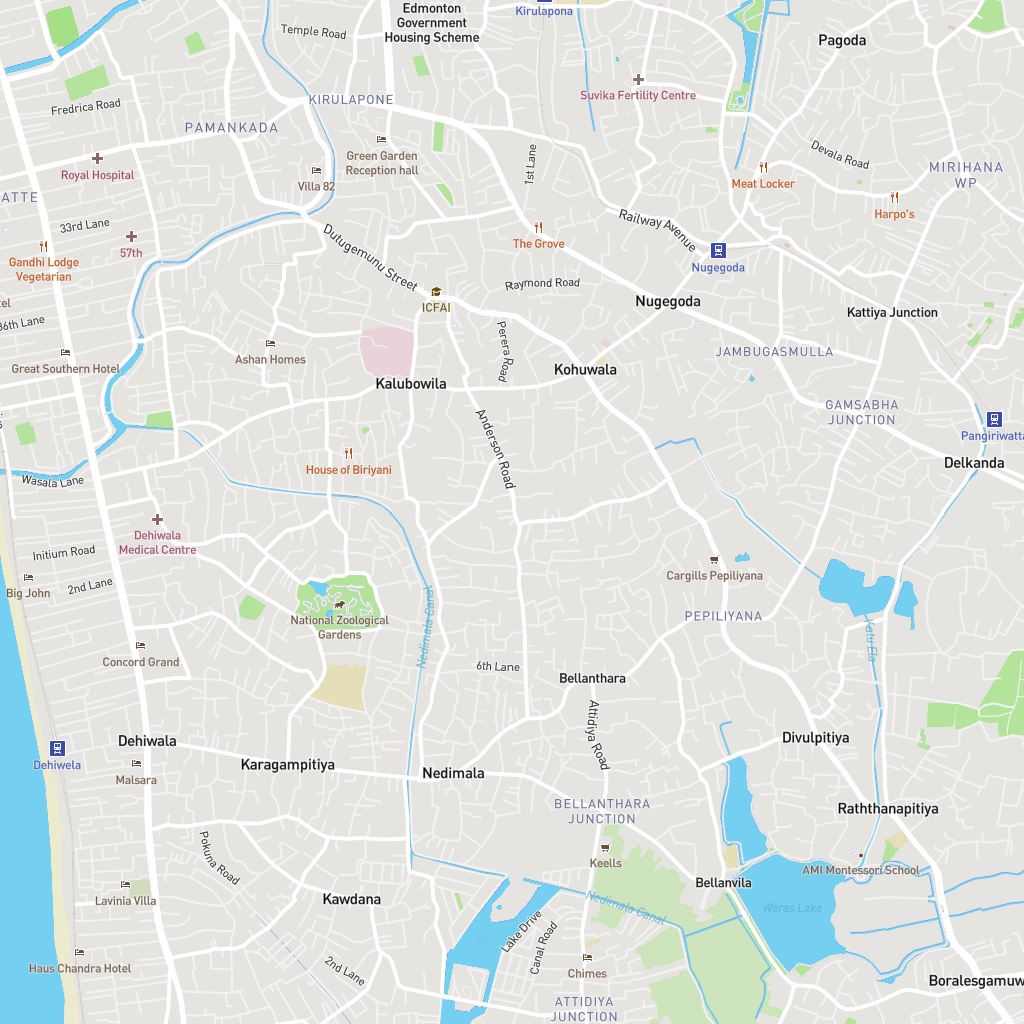 Edmonton
Government
Housing Scheme
Kirulapona
Pagoda
Temple Road
Suvika Fertility Centre
KIRULAPONE
Fredrica Road
PAMANKADA
Devala Road
Green Garden
Reception hall
1st Lane
MIRIHANA
WP
Royal Hospital
Villa 82
Meat Locker
ATTE
Harpo's
33rd Lane
Railway Avenue
57th
The Grove
Dutugemunu Street
Gandhi Lodge
Vegetarian
Nugegoda
Raymond Road
Nugegoda
ICFAI
Kattiya Junction
36th Lane
Perera Road
Ashan Homes
JAMBUGASMULLA
Great Southern Hotel
Kohuwala
Kalubowila
GAMSABHA
JUNCTION
Pangiriwatta
Anderson Road
House of Biriyani
Delkanda
Wasala Lane
Dehiwala
Medical Centre
Initium Road
Cargills Pepiliyana
2nd Lane
Big John
National Zoological
Gardens
PEPILIYANA
Nedimala Canal
Yatu Ela
Concord Grand
6th Lane
Bellanthara
Attidiya Road
Dehiwala
Divulpitiya
Dehiwela
Karagampitiya
Nedimala
Malsara
BELLANTHARA
JUNCTION
Raththanapitiya
Pokuna Road
Keells
AMI Montessori School
Bellanvila
Lavinia Villa
Kawdana
Nedimala Canal
Weras Lake
Lake Drive
Canal Road
Haus Chandra Hotel
2nd Lane
Chimes
Boralesgamuw
ATTIDIYA
JUNCTION